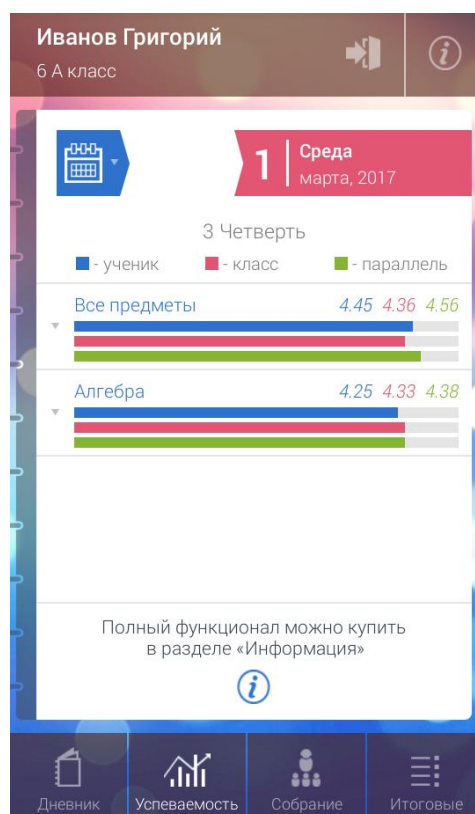 Иванов Григорий
6 А класс
1
Среда
марта, 2017
3 Четверть
- ученик - класс - параллель
Все предметы 4.45 4.36 4.56
Алгебра 4.25 4.33 4.38
Полный функционал можно купить
в разделе «Информация»
Дневник Успеваемость Собрание Итоговые